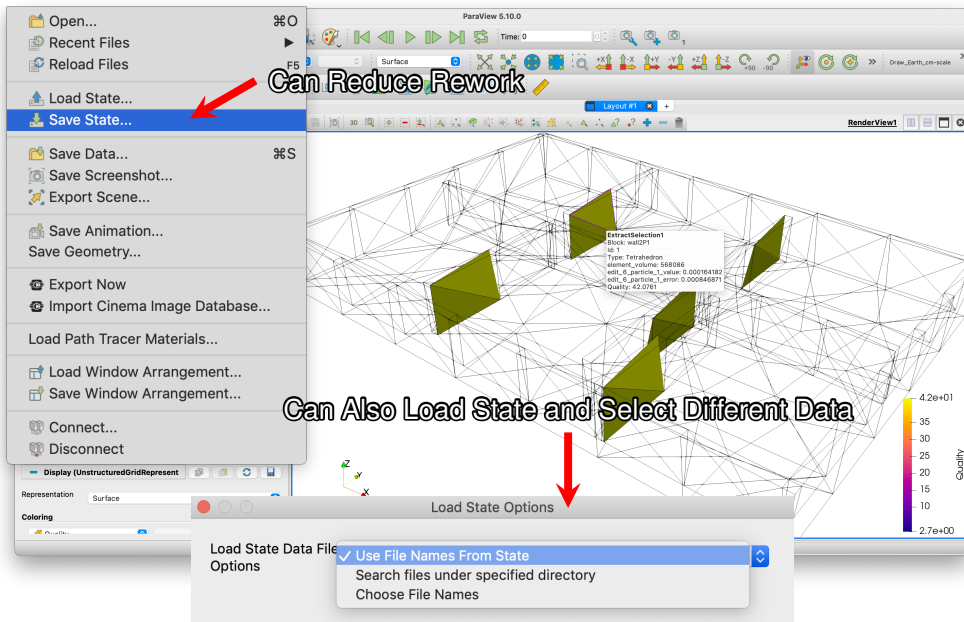 ParaView 5.10.0
Open... ⌘O
Recent Files ▶
Reload Files F5
Load State...
Save State...
Save Data... ⌘S
Save Screenshot...
Export Scene...
Save Animation...
Save Geometry...
Export Now
Import Cinema Image Database...
Load Path Tracer Materials...
Load Window Arrangement...
Save Window Arrangement...
Connect...
Disconnect
Time: 0
Surface
+X -X +Y -Y +Z -Z +90 -90
Draw_Earth_cm-scale
Can Reduce Rework
Layout #1
+
3D
RenderView1
ExtractSelection1
Block: wall2P1
Id: 1
Type: Tetrahedron
element_volume: 568086
edit_6_particle_1_value: 0.000164182
edit_6_particle_1_error: 0.000846871
Quality: 42.0761
Can Also Load State and Select Different Data
4.2e+01
35
30
25
20
15
10
2.7e+00
Quality
Z
Y
X
Display (UnstructuredGridRepresent
Representation
Surface
Coloring
Quality
Load State Options
Load State Data File
Options
Use File Names From State
Search files under specified directory
Choose File Names